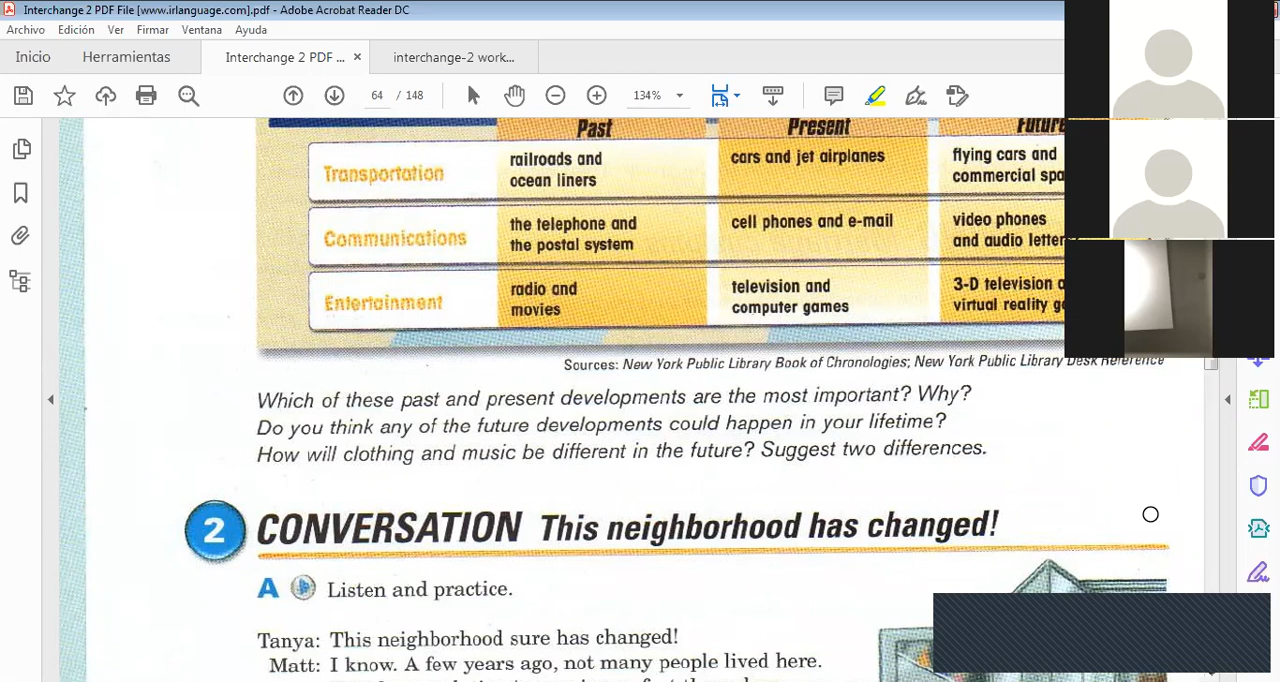 Interchange 2 PDF File [www.irlanguage.com].pdf - Adobe Acrobat Reader DC
Archivo Edición Ver Firmar Ventana Ayuda
Inicio Herramientas Interchange 2 PDF ... × interchange-2 work...
64 / 148 134%
Past Present Future
Transportation railroads and ocean liners cars and jet airplanes flying cars and commercial
Communications the telephone and the postal system cell phones and e-mail video phones and audio
Entertainment radio and movies television and computer games 3-D television virtual reality
Sources: New York Public Library Book of Chronologies; New York Public Library Desk Reference
Which of these past and present developments are the most important? Why?
Do you think any of the future developments could happen in your lifetime?
How will clothing and music be different in the future? Suggest two differences.
2 CONVERSATION This neighborhood has changed!
A Listen and practice.
Tanya: This neighborhood sure has changed!
Matt: I know. A few years ago, not many people lived here.